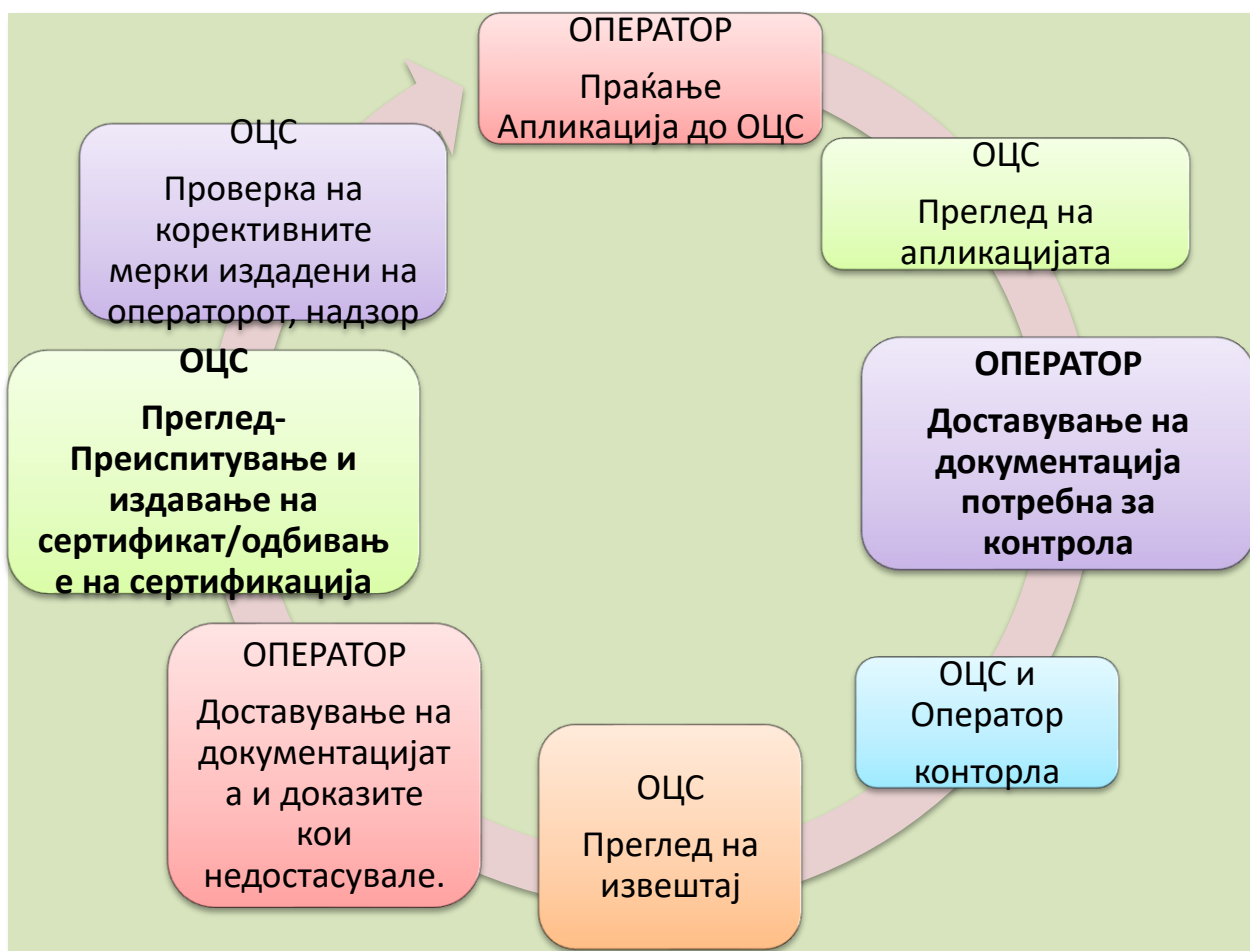 ОПЕРАТОР
Праќање
Апликација до ОЦС
ОЦС
Преглед на
апликацијата
ОПЕРАТОР
Доставување на
документација
потребна за
контрола
ОЦС и
Оператор
конторла
ОЦС
Преглед на
извештај
ОПЕРАТОР
Доставување на
документацијат
а и доказите
кои
недостасувале.
ОЦС
Преглед-
Преиспитување и
издавање на
сертификат/одбивањ
е на сертификација
ОЦС
Проверка на
корективните
мерки издадени на
операторот, надзор